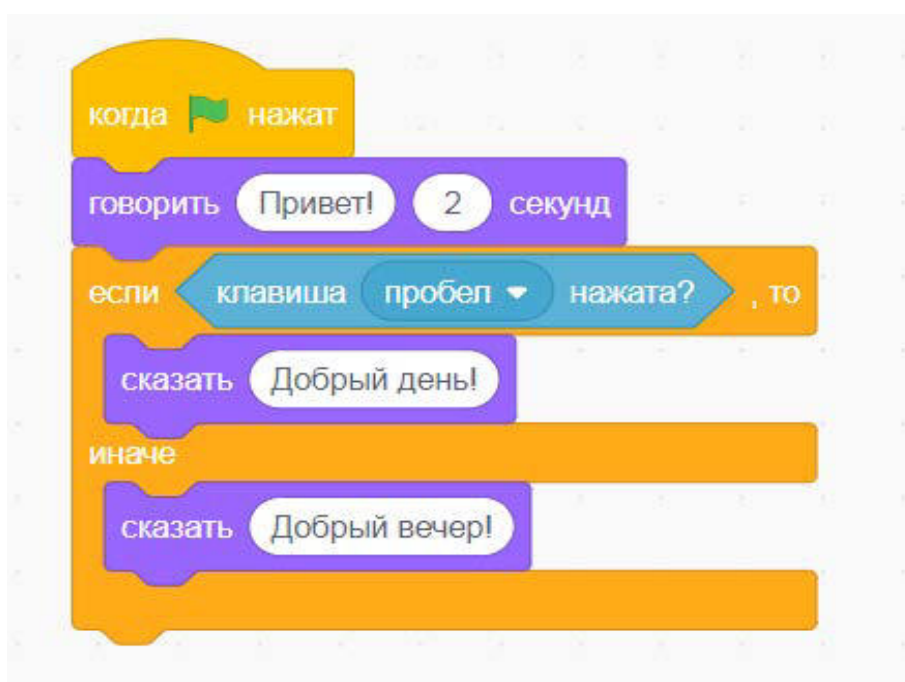 когда нажат
говорить Привет! 2 секунд
если клавиша пробел нажата? , то
сказать Добрый день!
иначе
сказать Добрый вечер!